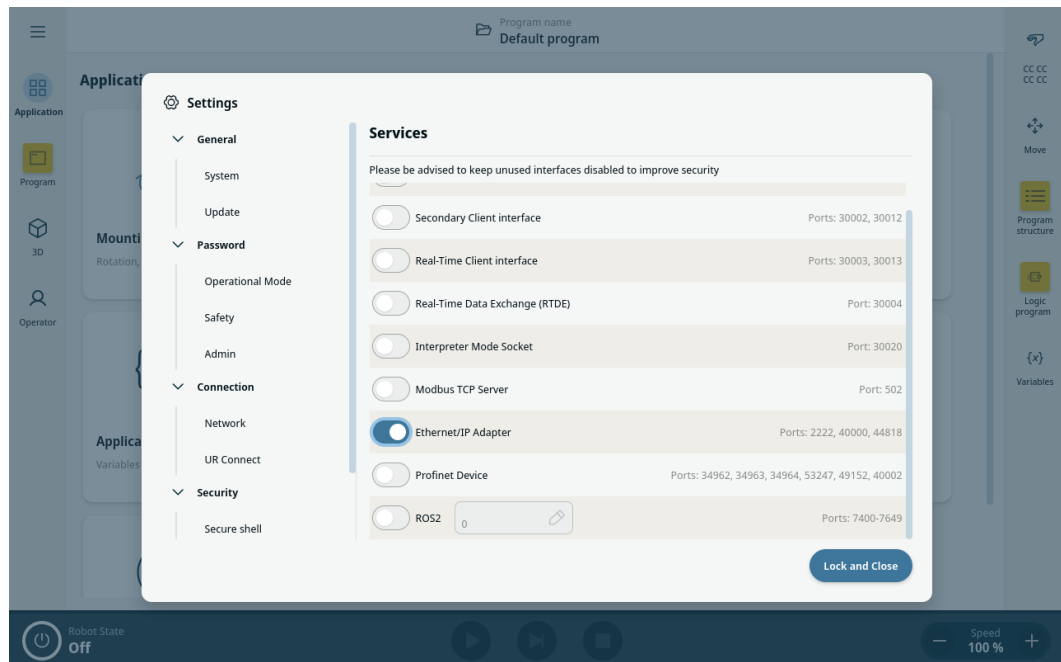 Program name
Default program
Application
Program
3D
Operator
Applicati
Mounti
Rotation,
Applica
Variables
Settings
General
System
Update
Password
Operational Mode
Safety
Admin
Connection
Network
UR Connect
Security
Secure shell
Services
Please be advised to keep unused interfaces disabled to improve security
Secondary Client interface Ports: 30002, 30012
Real-Time Client interface Ports: 30003, 30013
Real-Time Data Exchange (RTDE) Port: 30004
Interpreter Mode Socket Port: 30020
Modbus TCP Server Port: 502
Ethernet/IP Adapter Ports: 2222, 40000, 44818
Profinet Device Ports: 34962, 34963, 34964, 53247, 49152, 40002
ROS2 0 Ports: 7400-7649
Lock and Close
CC CC
CC CC
Move
Program
structure
Logic
program
{x}
Variables
Robot State
Off
Speed
100 %